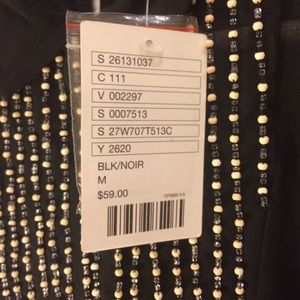 S 26131037
C 111
V 002297
S 0007513
S 27W707T513C
Y 2620
BLK/NOIR
M
$59.00